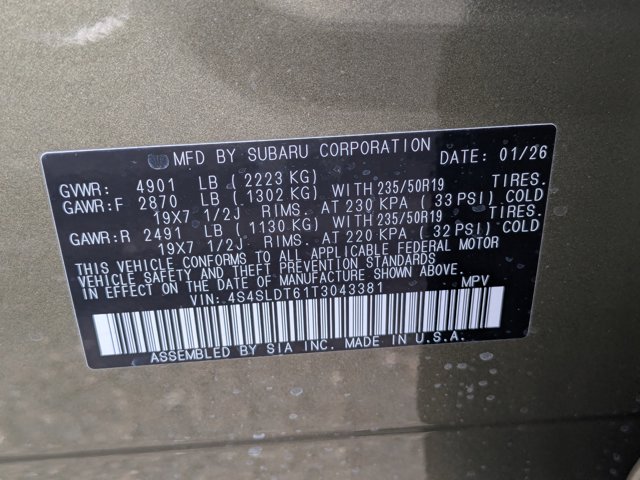 MFD BY SUBARU CORPORATION DATE: 01/26
GVWR: 4901 LB ( 2223 KG)
GAWR:F 2870 LB ( 1302 KG) WITH 235/50R19 TIRES.
19X7 1/2J RIMS. AT 230 KPA ( 33 PSI) COLD
GAWR:R 2491 LB ( 1130 KG) WITH 235/50R19 TIRES.
19X7 1/2J RIMS. AT 220 KPA ( 32 PSI) COLD
THIS VEHICLE CONFORMS TO ALL APPLICABLE FEDERAL MOTOR
VEHICLE SAFETY AND THEFT PREVENTION STANDARDS
IN EFFECT ON THE DATE OF MANUFACTURE SHOWN ABOVE.
VIN: 4S4SLDT61T3043381 MPV
ASSEMBLED BY SIA INC. MADE IN U.S.A.